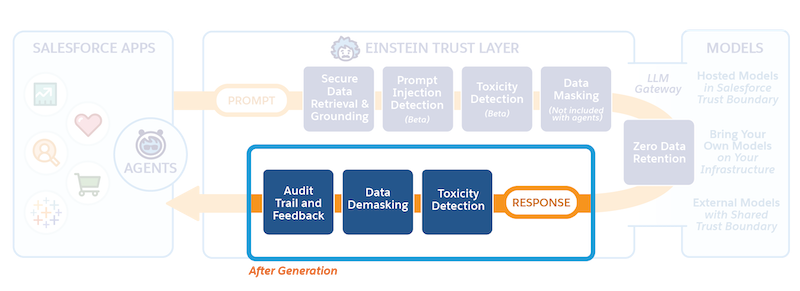 SALESFORCE APPS
EINSTEIN TRUST LAYER
MODELS
PROMPT
Secure
Data
Retrieval &
Grounding
Prompt
Injection
Detection
(Beta)
Toxicity
Detection
(Beta)
Data
Masking
(Not included
with agents)
LLM
Gateway
Hosted Models
in Salesforce
Trust Boundary
AGENTS
Zero Data
Retention
Bring Your
Own Models
on Your
Infrastructure
Audit
Trail and
Feedback
Data
Demasking
Toxicity
Detection
RESPONSE
External Models
with Shared
Trust Boundary
After Generation